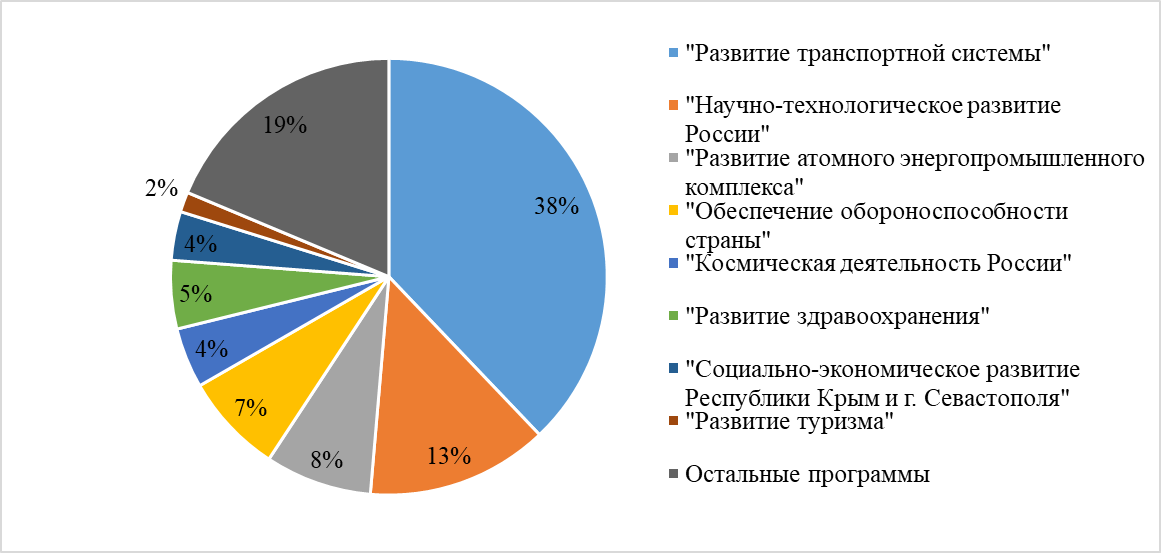 38%
13%
8%
7%
4%
5%
4%
2%
19%
"Развитие транспортной системы"
"Научно-технологическое развитие
России"
"Развитие атомного энергопромышленного
комплекса"
"Обеспечение обороноспособности
страны"
"Космическая деятельность России"
"Развитие здравоохранения"
"Социально-экономическое развитие
Республики Крым и г. Севастополя"
"Развитие туризма"
Остальные программы